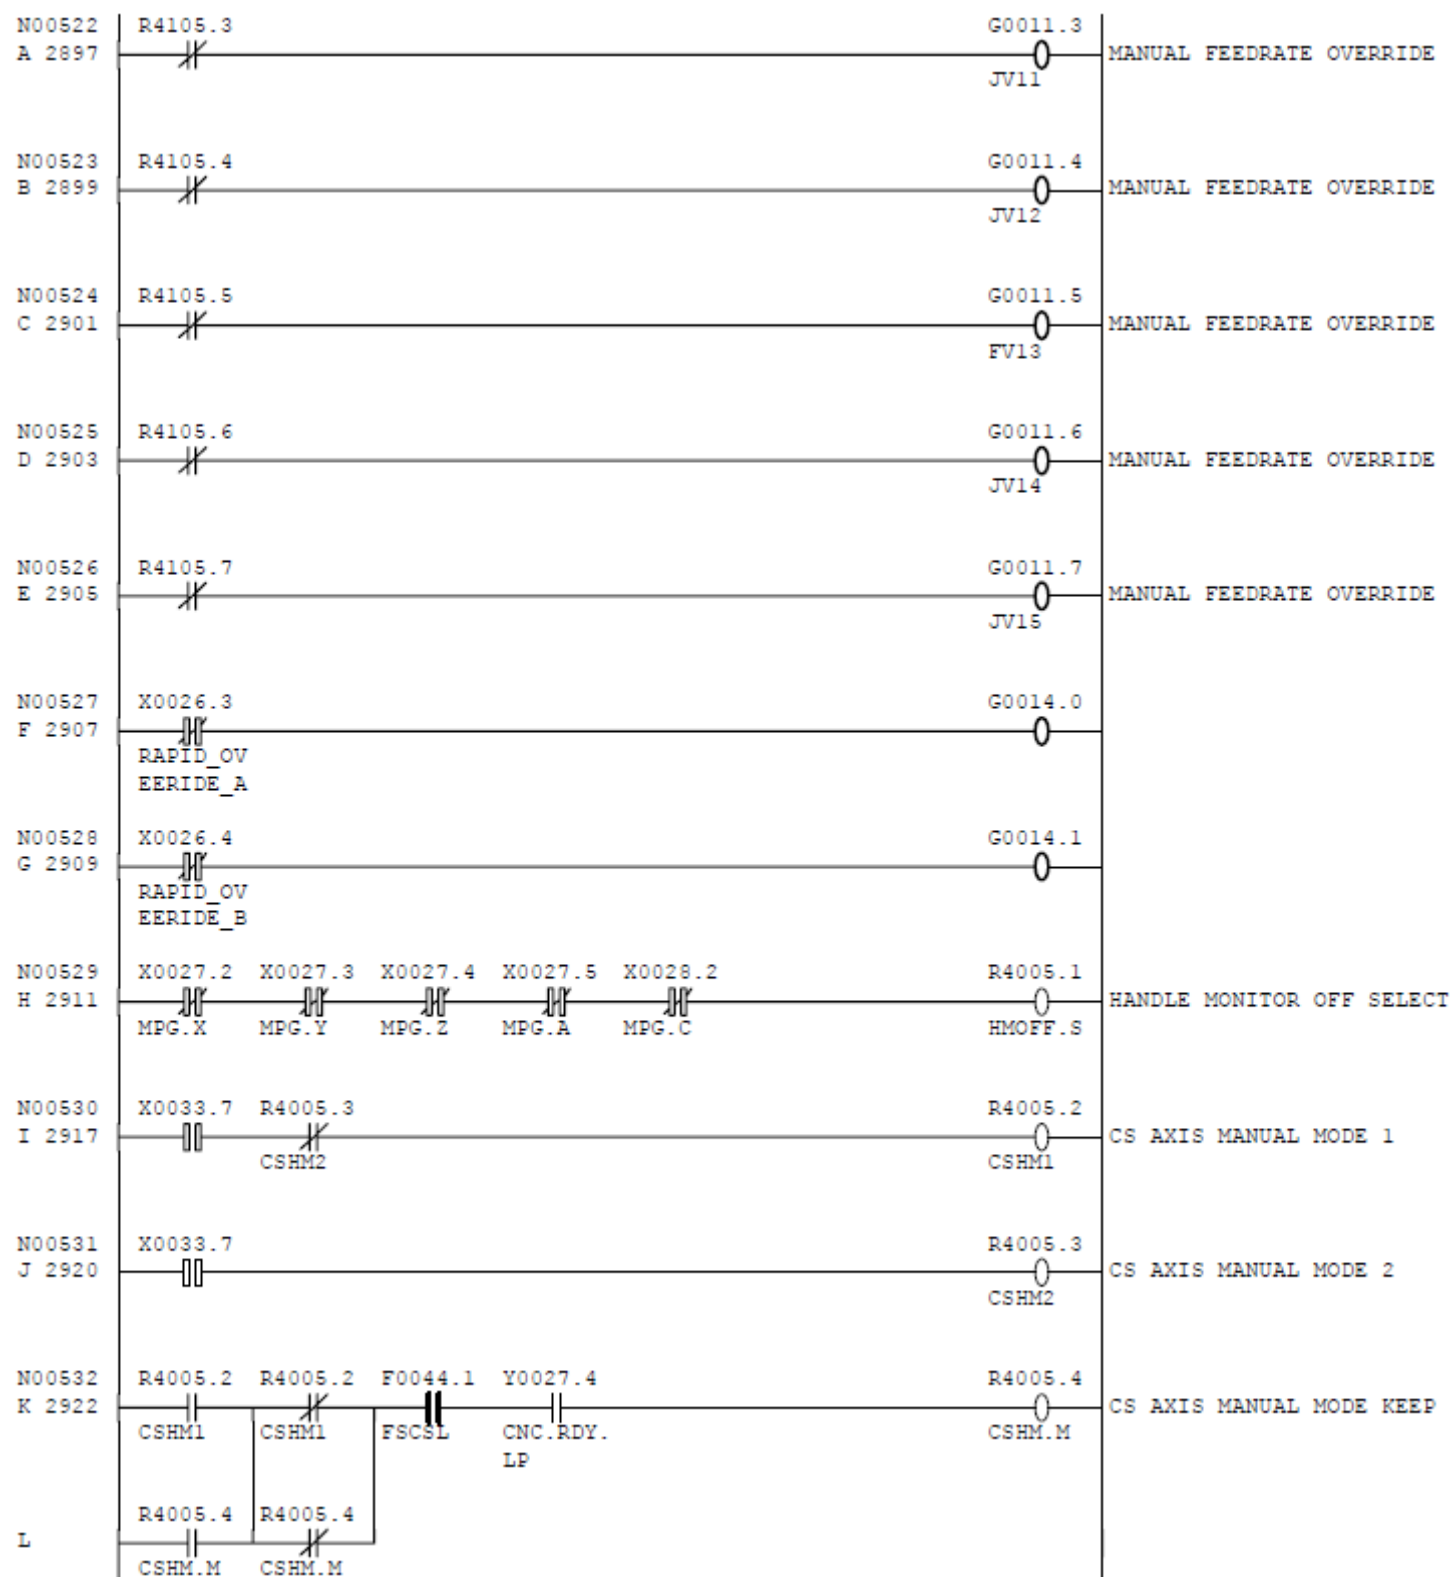 N00522 R4105.3 G0011.3
A 2897 MANUAL FEEDRATE OVERRIDE
JV11
N00523 R4105.4 G0011.4
B 2899 MANUAL FEEDRATE OVERRIDE
JV12
N00524 R4105.5 G0011.5
C 2901 MANUAL FEEDRATE OVERRIDE
FV13
N00525 R4105.6 G0011.6
D 2903 MANUAL FEEDRATE OVERRIDE
JV14
N00526 R4105.7 G0011.7
E 2905 MANUAL FEEDRATE OVERRIDE
JV15
N00527 X0026.3 G0014.0
F 2907
RAPID_OV
EERIDE_A
N00528 X0026.4 G0014.1
G 2909
RAPID_OV
EERIDE_B
N00529 X0027.2 X0027.3 X0027.4 X0027.5 X0028.2 R4005.1
H 2911 HANDLE MONITOR OFF SELECT
MPG.X MPG.Y MPG.Z MPG.A MPG.C HMOFF.S
N00530 X0033.7 R4005.3 R4005.2
I 2917 CS AXIS MANUAL MODE 1
CSHM2 CSHM1
N00531 X0033.7 R4005.3
J 2920 CS AXIS MANUAL MODE 2
CSHM2
N00532 R4005.2 R4005.2 F0044.1 Y0027.4 R4005.4
K 2922 CS AXIS MANUAL MODE KEEP
CSHM1 CSHM1 FSCSL CNC.RDY. CSHM.M
LP
R4005.4 R4005.4
L
CSHM.M CSHM.M